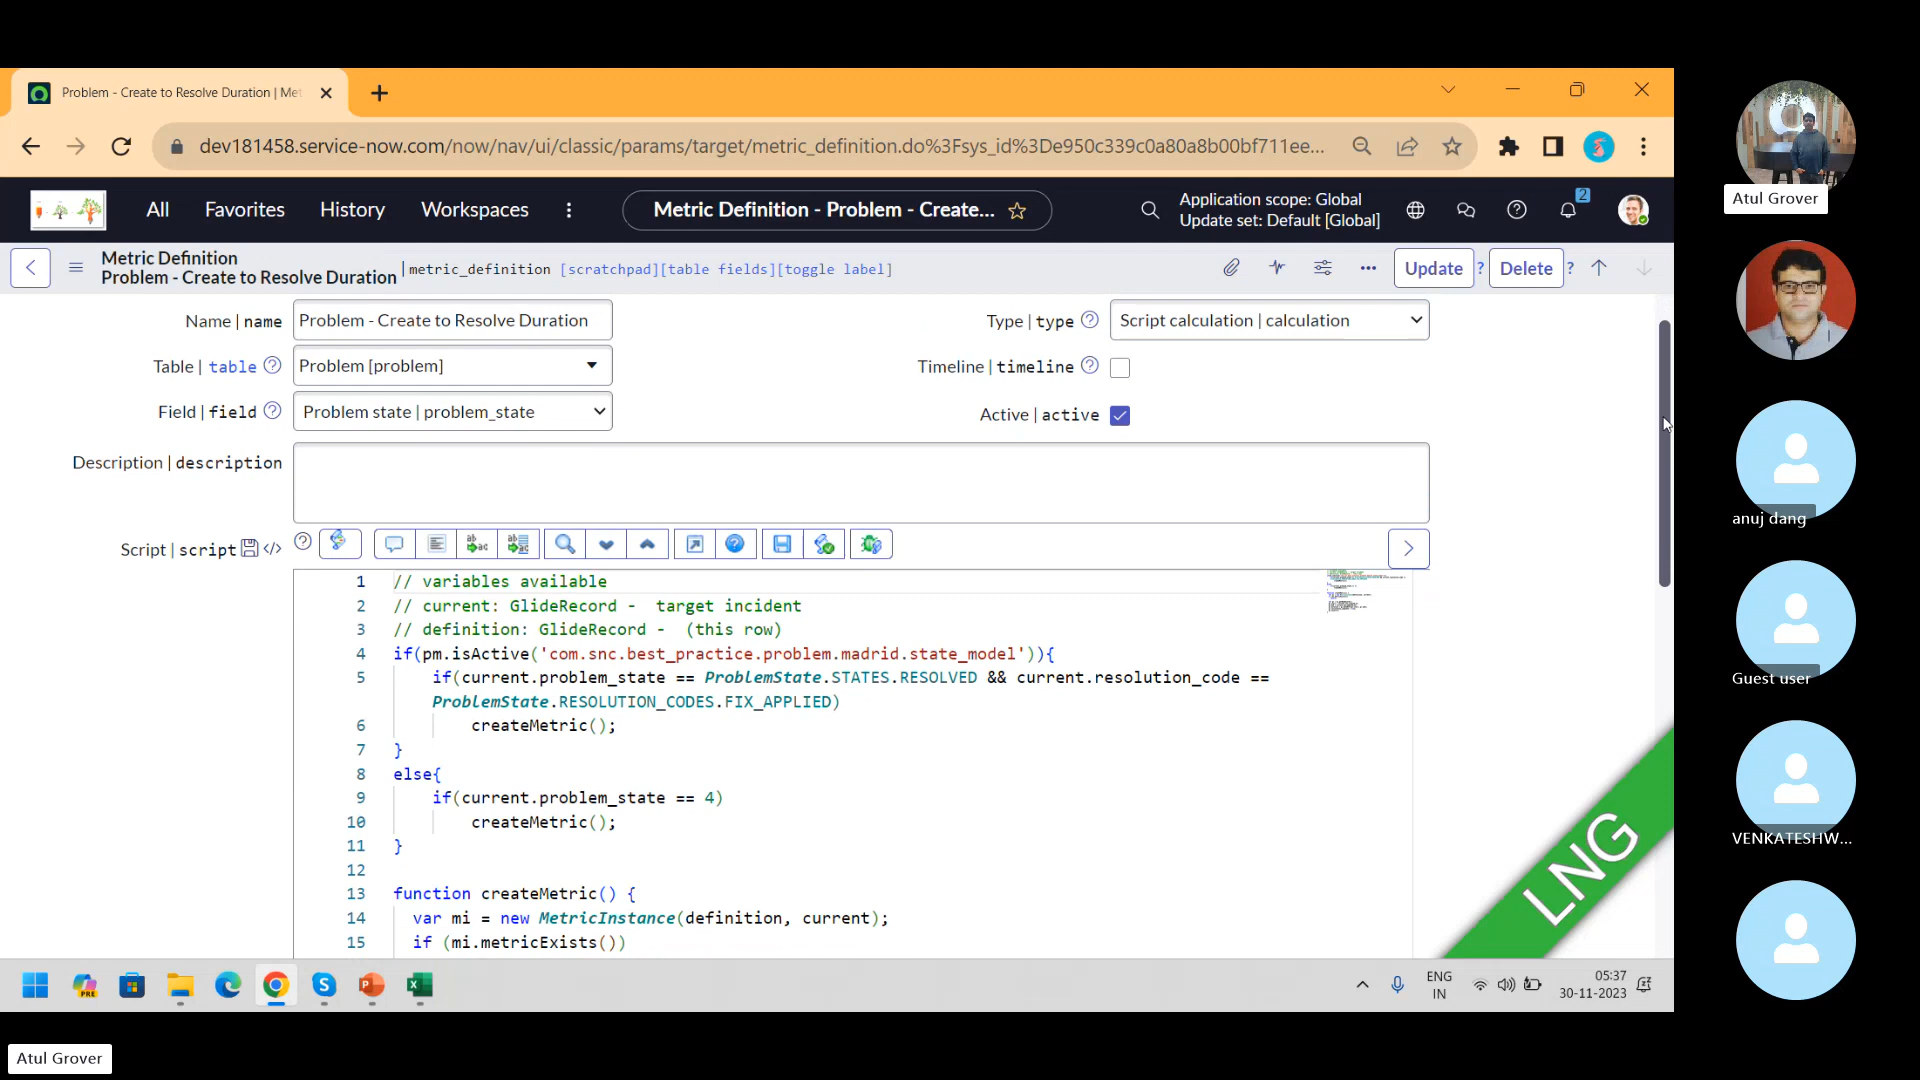 Problem - Create to Resolve Duration | Met
dev181458.service-now.com/now/nav/ui/classic/params/target/metric_definition.do%3Fsys_id%3De950c339c0a80a8b00bf711ee...
All
Favorites
History
Workspaces
Metric Definition - Problem - Create...
Application scope: Global
Update set: Default [Global]
2
Metric Definition
Problem - Create to Resolve Duration
|metric_definition [scratchpad][table fields][toggle label]
Update
?
Delete
?
Name | name
Problem - Create to Resolve Duration
Type | type
Script calculation | calculation
Table | table
Problem [problem]
Timeline | timeline
Field | field
Problem state | problem_state
Active | active
Description | description
Script | script
1 // variables available
2 // current: GlideRecord -  target incident
3 // definition: GlideRecord -  (this row)
4 if(pm.isActive('com.snc.best_practice.problem.madrid.state_model')){
5 if(current.problem_state == ProblemState.STATES.RESOLVED && current.resolution_code ==
ProblemState.RESOLUTION_CODES.FIX_APPLIED)
6 createMetric();
7 }
8 else{
9 if(current.problem_state == 4)
10 createMetric();
11 }
12
13 function createMetric() {
14 var mi = new MetricInstance(definition, current);
15 if (mi.metricExists())
LNG
PRE
ENG
IN
05:37
30-11-2023
Atul Grover
anuj dang
Guest user
VENKATESHW...
Atul Grover